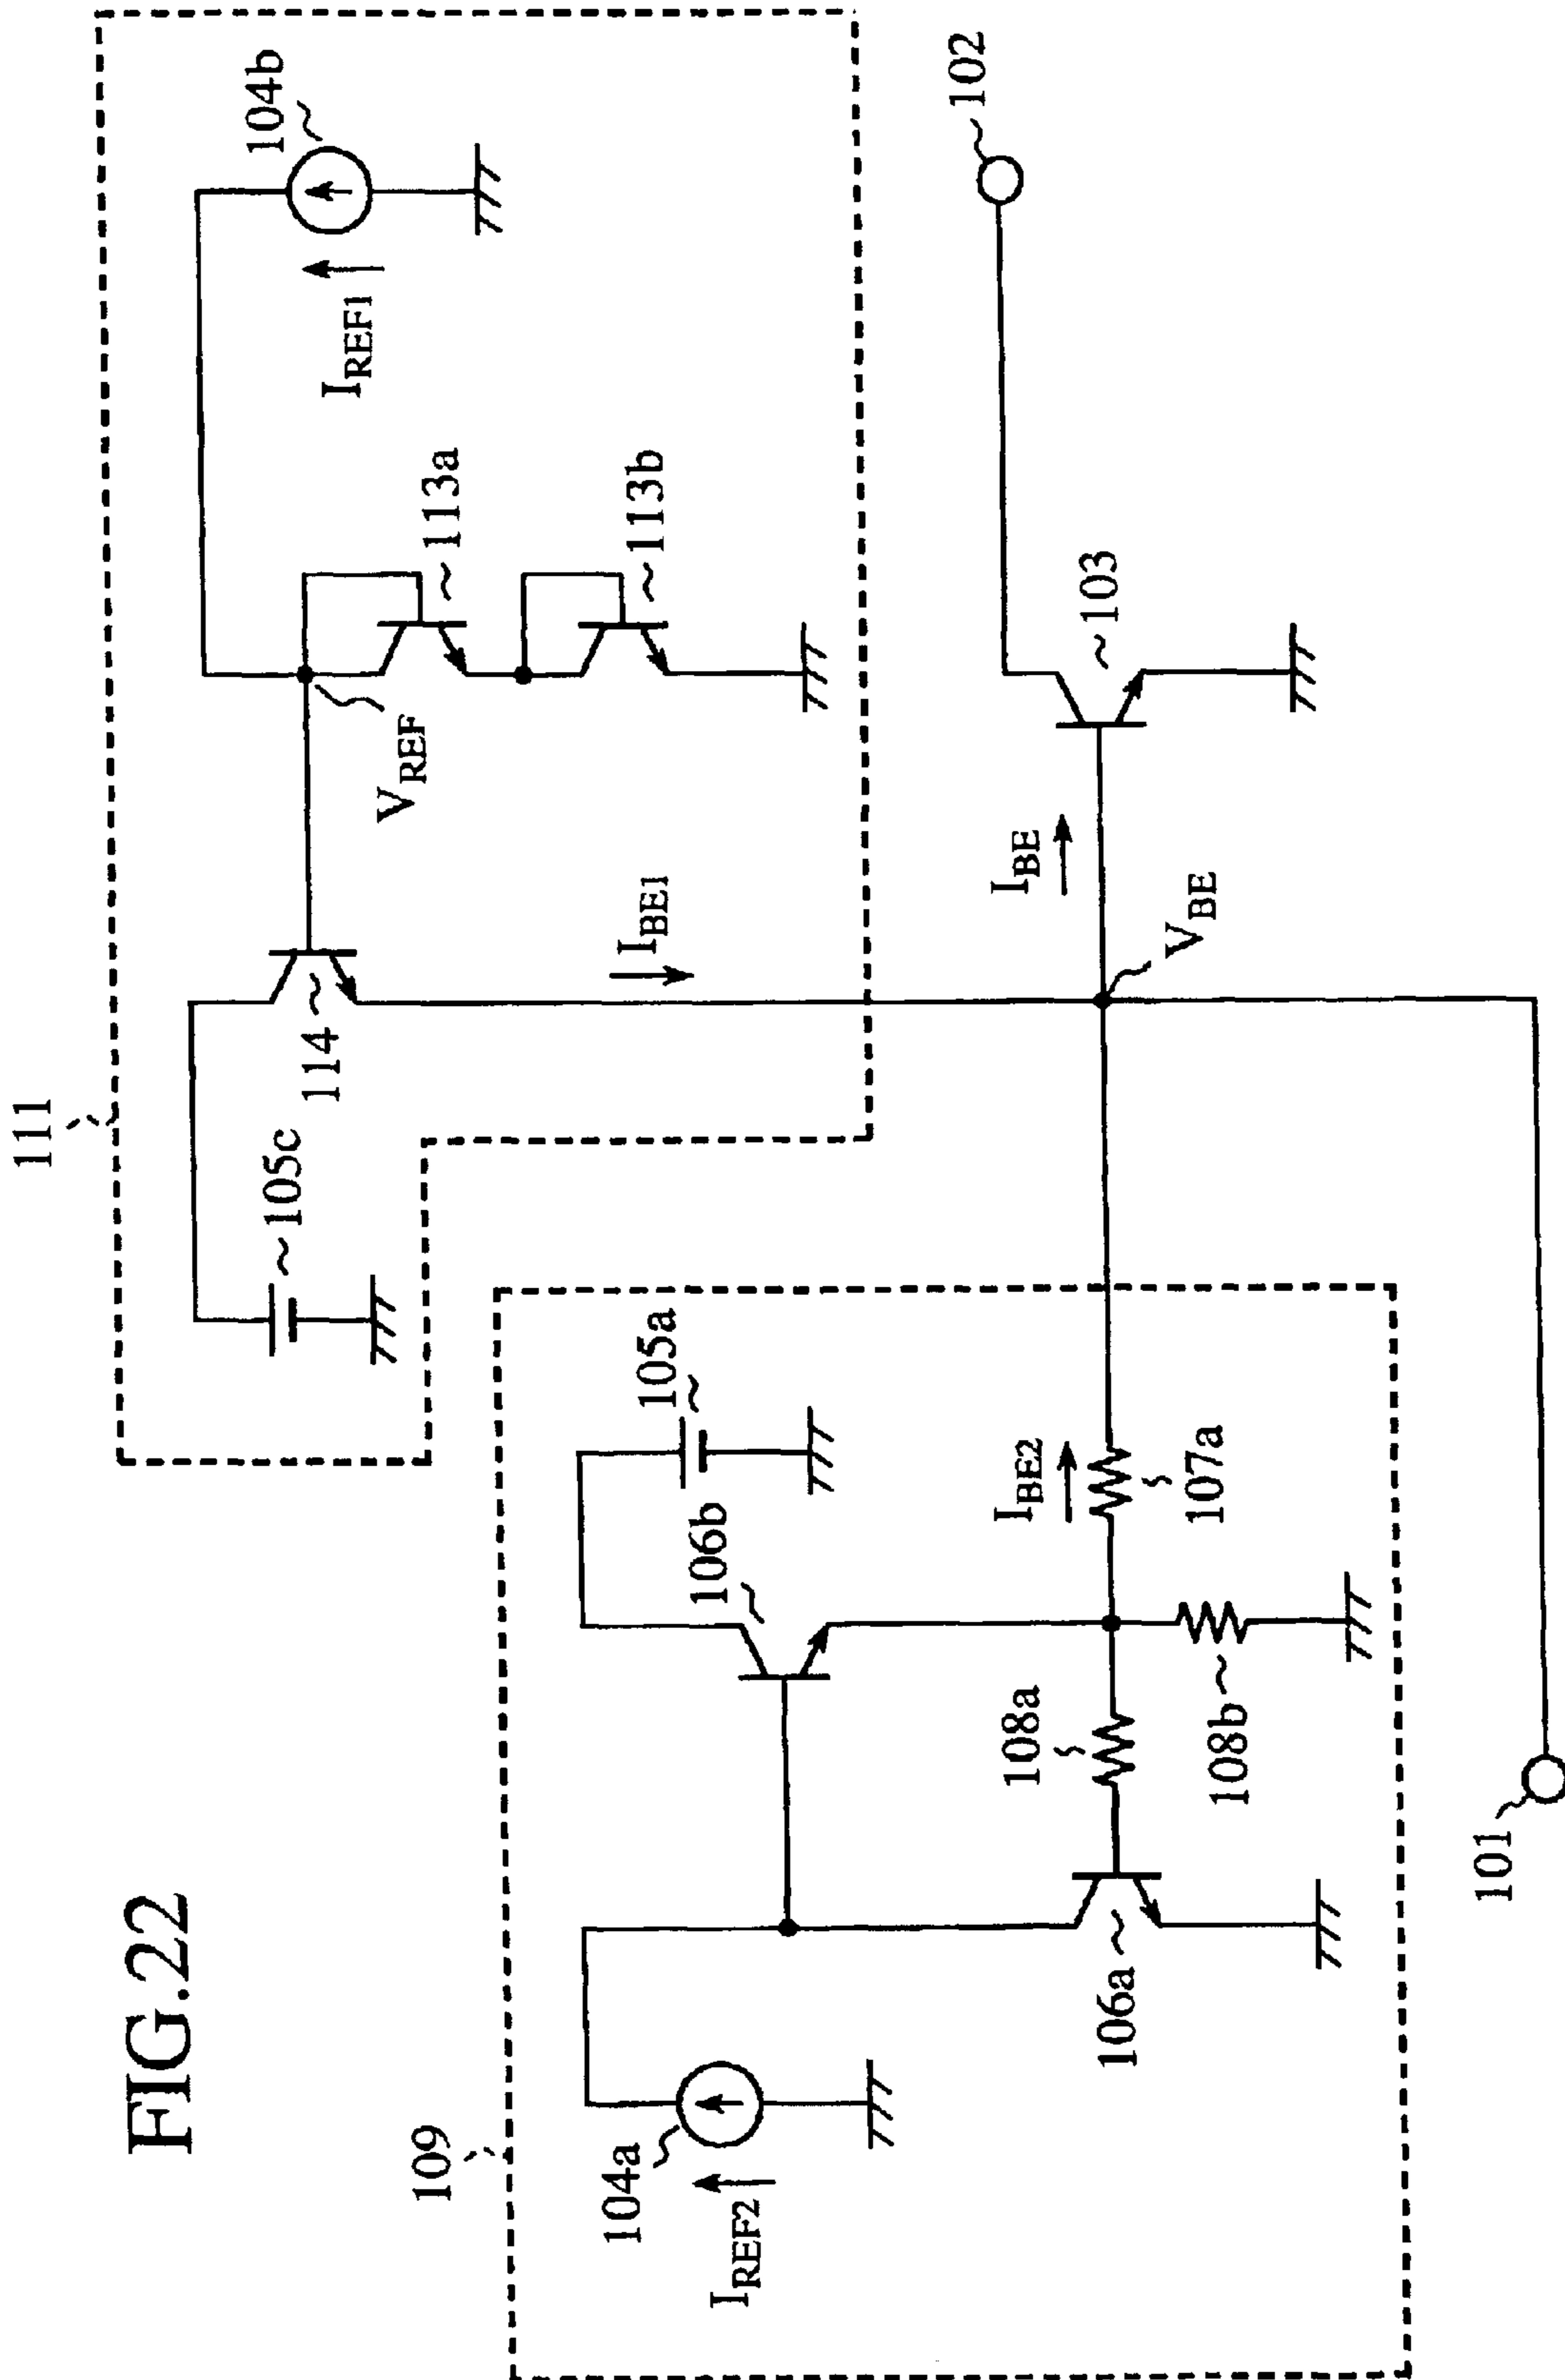 FIG.22
111
105c
114
I_BE1
V_REF
113a
113b
I_REF1
104b
109
104a
I_REF2
106a
106b
105a
108a
108b
107a
I_BE2
V_BE
I_BE
103
102
101